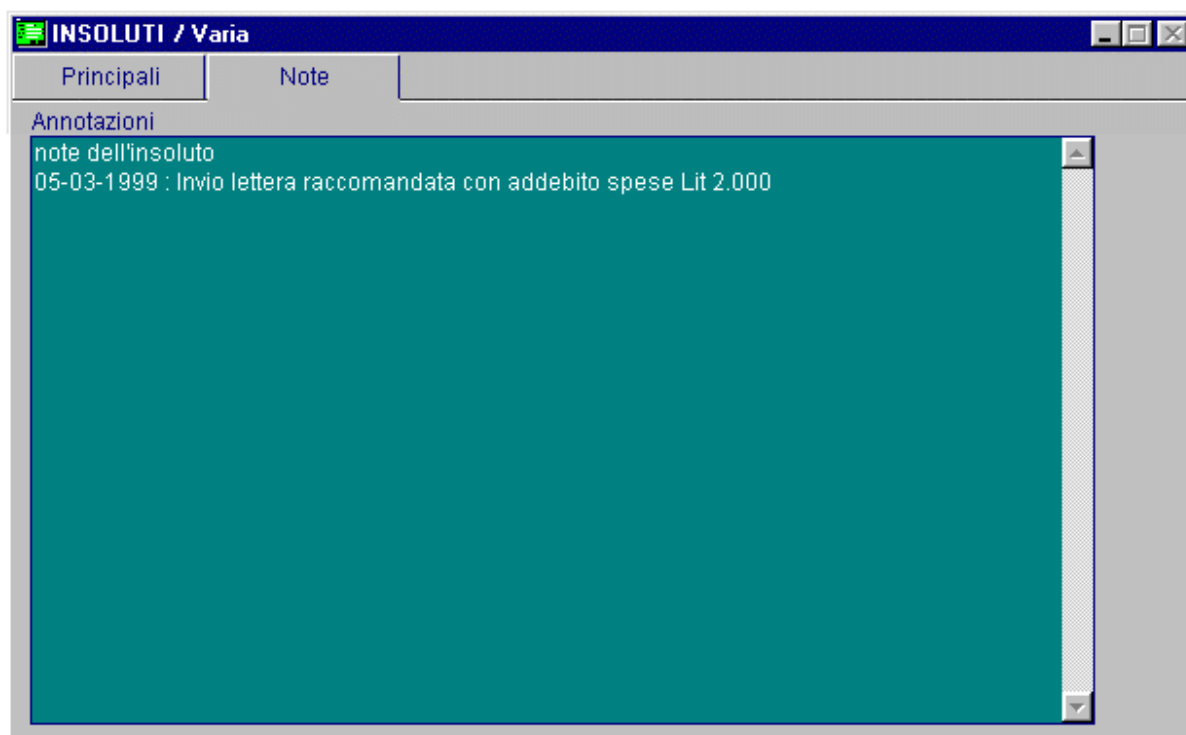 INSOLUTI / Varia
Principali Note
Annotazioni
note dell'insoluto
05-03-1999 : Invio lettera raccomandata con addebito spese Lit 2.000